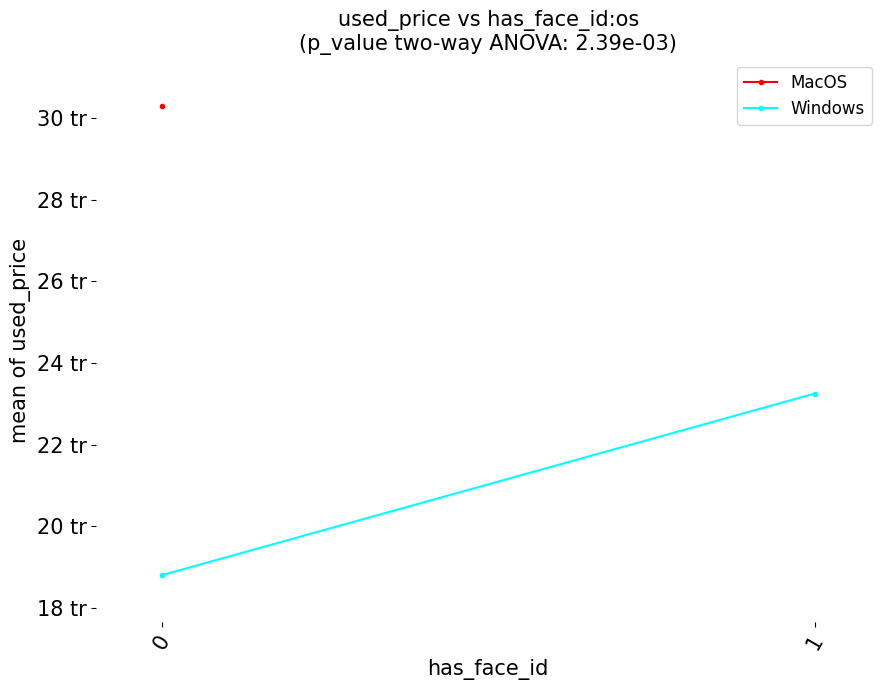 used_price vs has_face_id:os
(p_value two-way ANOVA: 2.39e-03)
MacOS
Windows
30 tr
28 tr
26 tr
24 tr
22 tr
20 tr
18 tr
mean of used_price
0
1
has_face_id